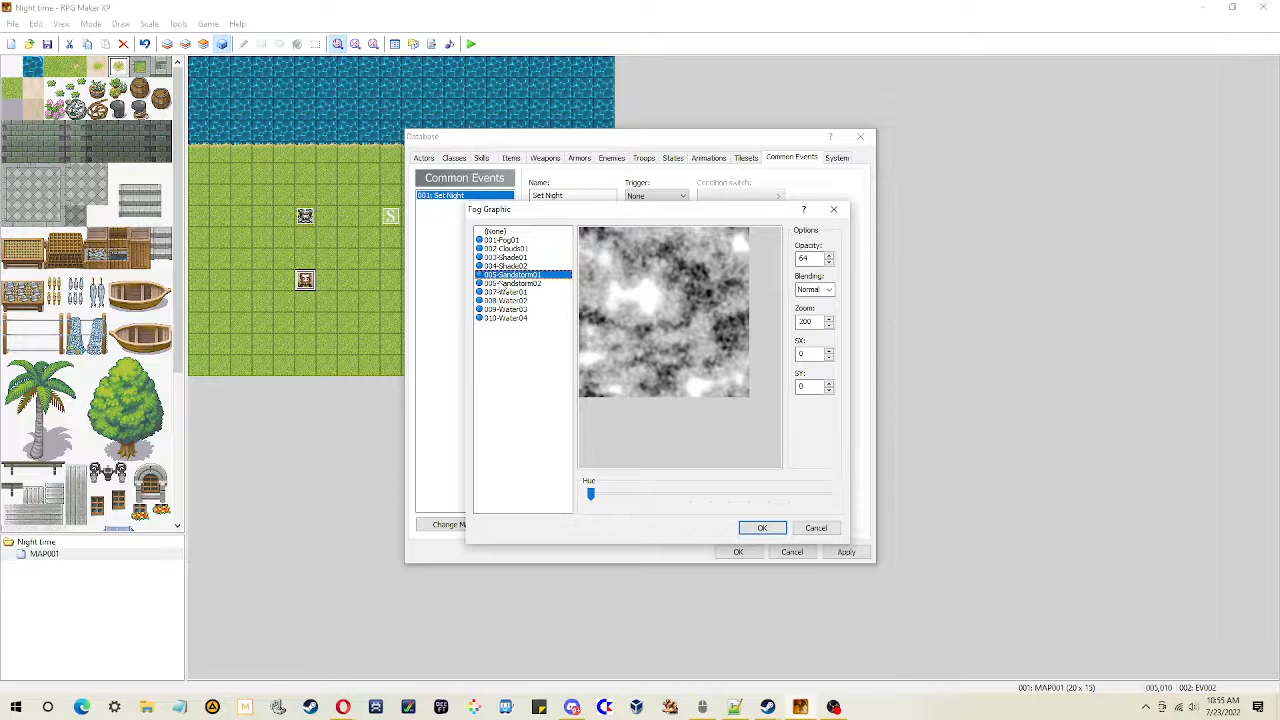 Night time - RPG Maker XP
File Edit View Mode Draw Scale Tools Game Help
S
Database
Actors Classes Skills Items Weapons Armors Enemies Troops States Animations Tilesets Common Events System
Common Events
Name:
Trigger:
Condition switch:
001: Set Night
Set Night
None
Fog Graphic
(None)
001-Fog01
002-Clouds01
003-Shade01
004-Shade02
005-Sandstorm01
006-Sandstorm02
007-Water01
008-Water02
009-Water03
010-Water04
Options
Opacity:
64
Blending:
Normal
Zoom:
200
SX:
0
SY:
0
Hue
OK Cancel
Change M
OK Cancel Apply
Night time
MAP001
001: MAP001 (20 x 15)
005,010
002: EV002
10:55 AM
7/23/2022